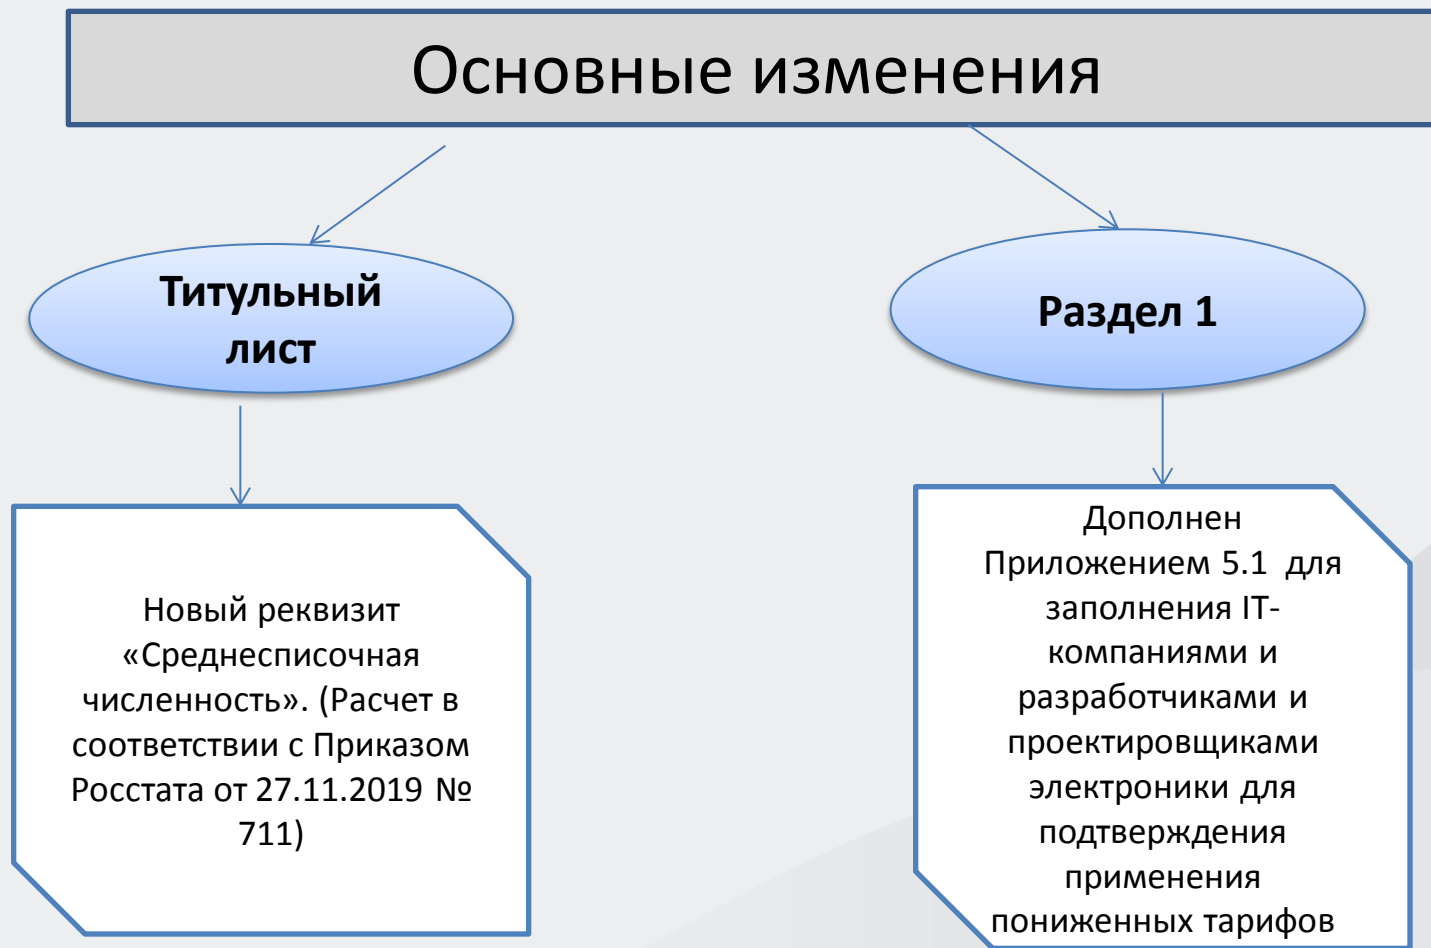 Основные изменения
Титульный
лист
Новый реквизит
«Среднесписочная
численность». (Расчет в
соответствии с Приказом
Росстата от 27.11.2019 №
711)
Раздел 1
Дополнен
Приложением 5.1 для
заполнения IT-
компаниями и
разработчиками и
проектировщиками
электроники для
подтверждения
применения
пониженных тарифов